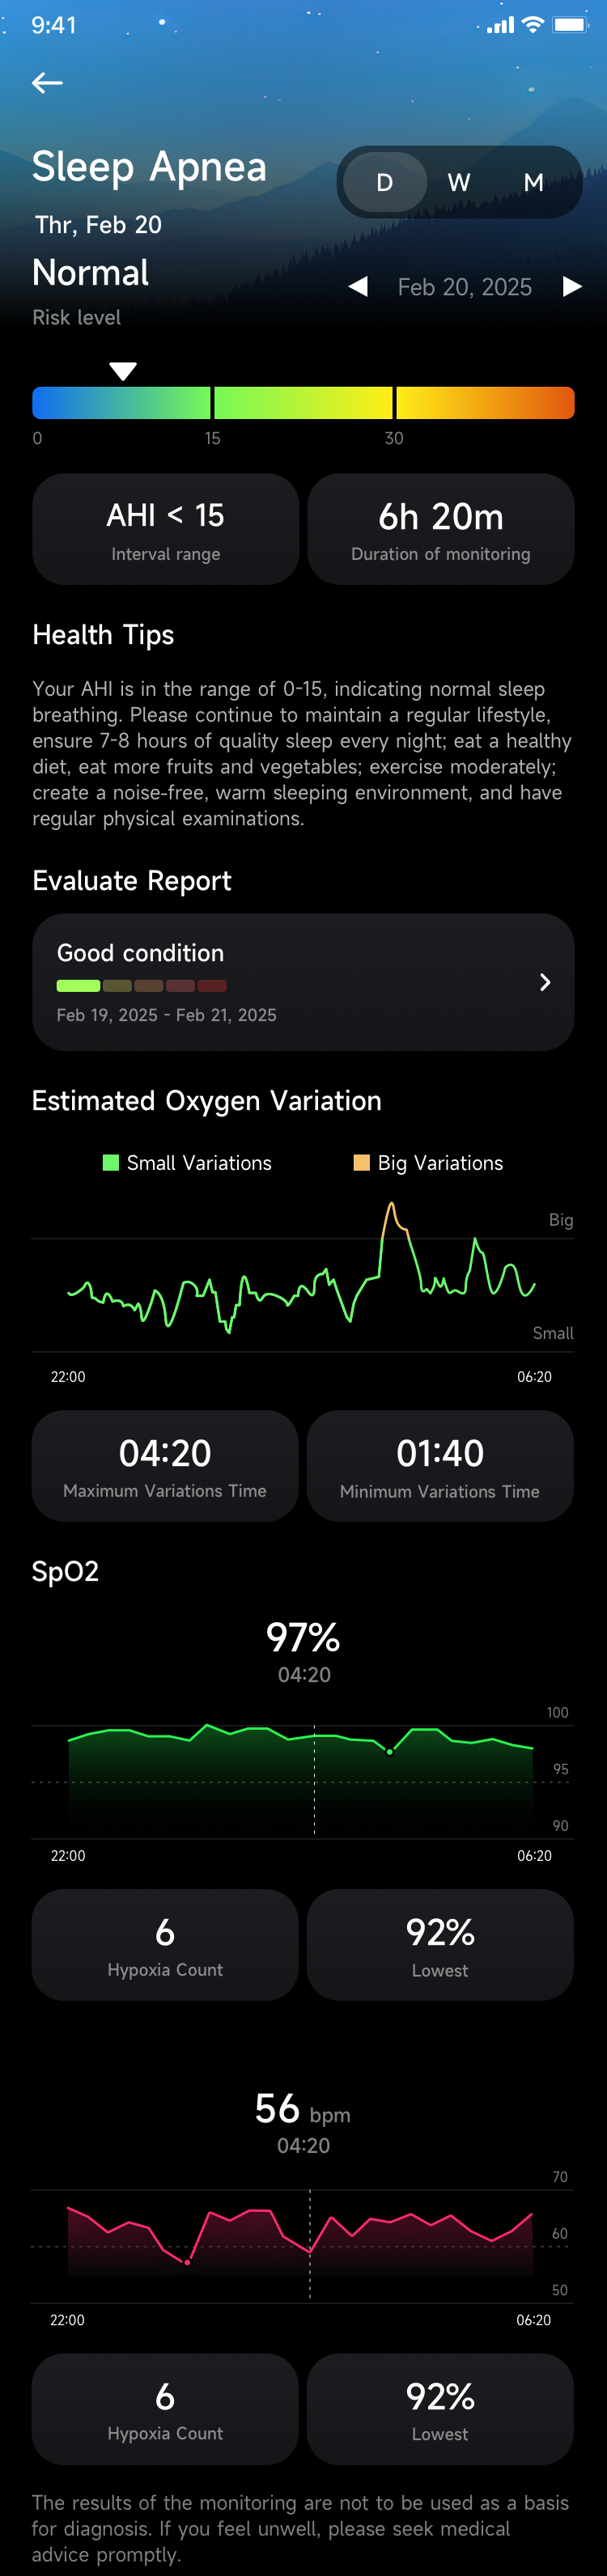 9:41
Sleep Apnea
D W M
Thr, Feb 20
Normal
Feb 20, 2025
Risk level
0 15 30
AHI < 15
Interval range
6h 20m
Duration of monitoring
Health Tips
Your AHI is in the range of 0-15, indicating normal sleep
breathing. Please continue to maintain a regular lifestyle,
ensure 7-8 hours of quality sleep every night; eat a healthy
diet, eat more fruits and vegetables; exercise moderately;
create a noise-free, warm sleeping environment, and have
regular physical examinations.
Evaluate Report
Good condition
Feb 19, 2025 - Feb 21, 2025
Estimated Oxygen Variation
Small Variations Big Variations
Big
Small
22:00 06:20
04:20
Maximum Variations Time
01:40
Minimum Variations Time
SpO2
97%
04:20
100
95
90
22:00 06:20
6
Hypoxia Count
92%
Lowest
56 bpm
04:20
70
60
50
22:00 06:20
6
Hypoxia Count
92%
Lowest
The results of the monitoring are not to be used as a basis
for diagnosis. If you feel unwell, please seek medical
advice promptly.